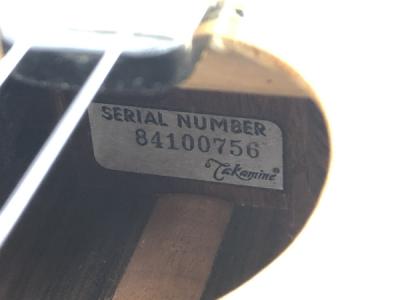 SERIAL NUMBER
84100756
Takamine®